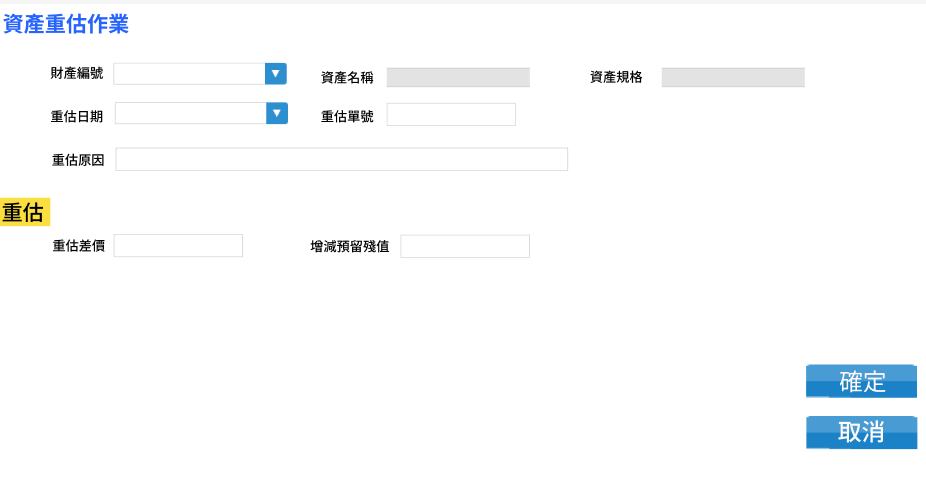 資產重估作業
財產編號 資產名稱 資產規格
重估日期 重估單號
重估原因
重估
重估差價 增減預留殘值
確定
取消